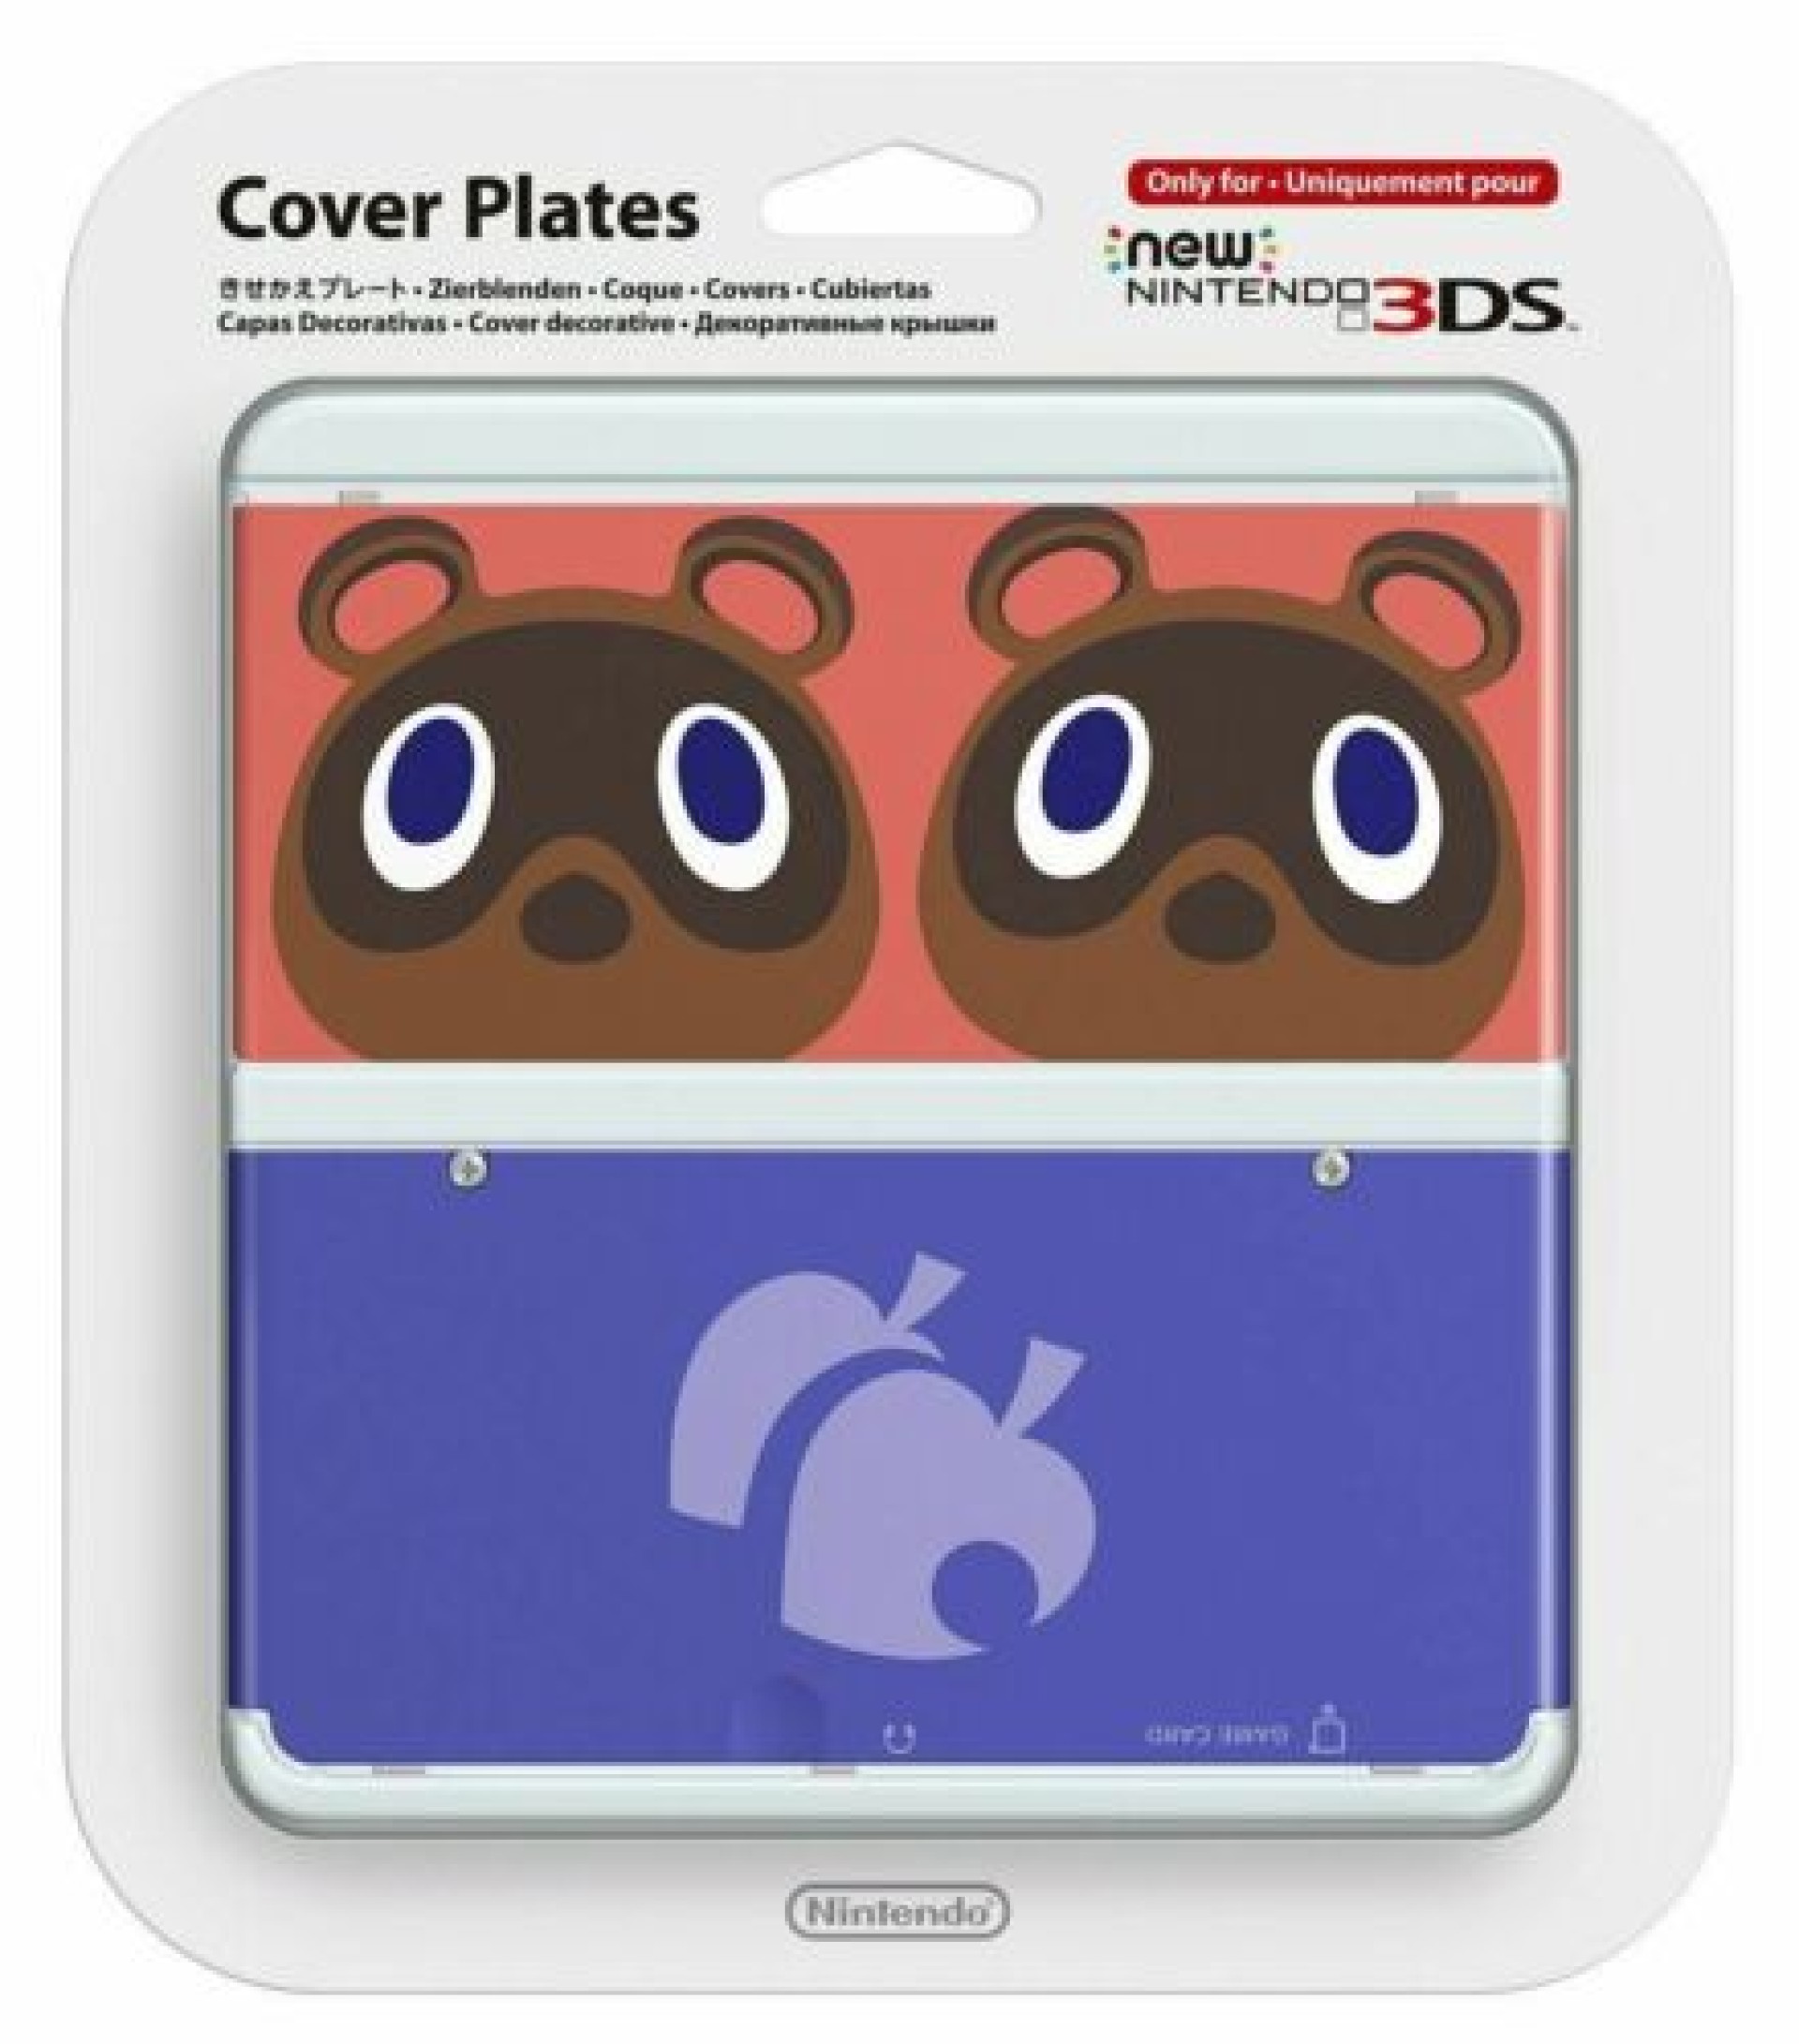 Cover Plates
きせかえプレート • Zierblenden • Coque • Covers • Cubiertas
Capas Decorativas • Cover decorative • Декоративные крышки
Only for • Uniquement pour
new
NINTENDO 3DS™
GAME CARD
Nintendo®